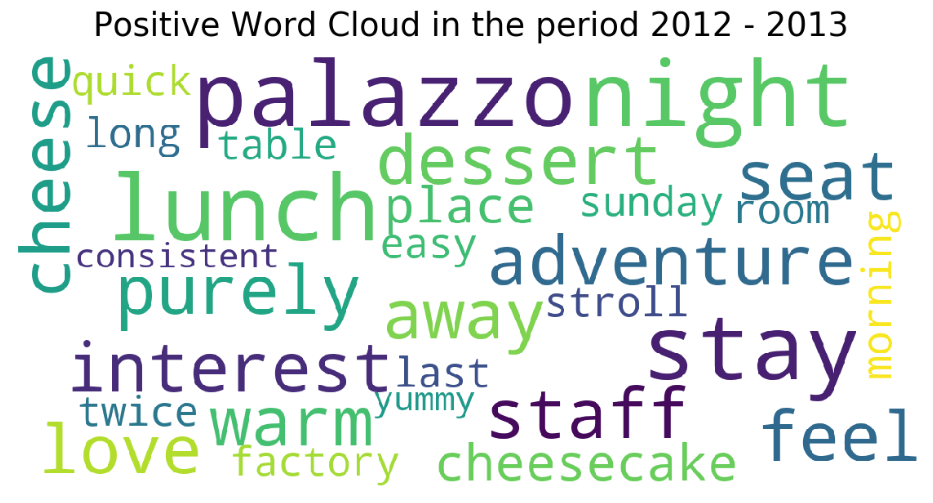 Positive Word Cloud in the period 2012 - 2013
cheese
quick
palazzo
night
long
table
dessert
seat
lunch
place
sunday
room
consistent
easy
adventure
morning
purely
away
stroll
stay
interest
last
twice
warm
yummy
staff
feel
love
factory
cheesecake